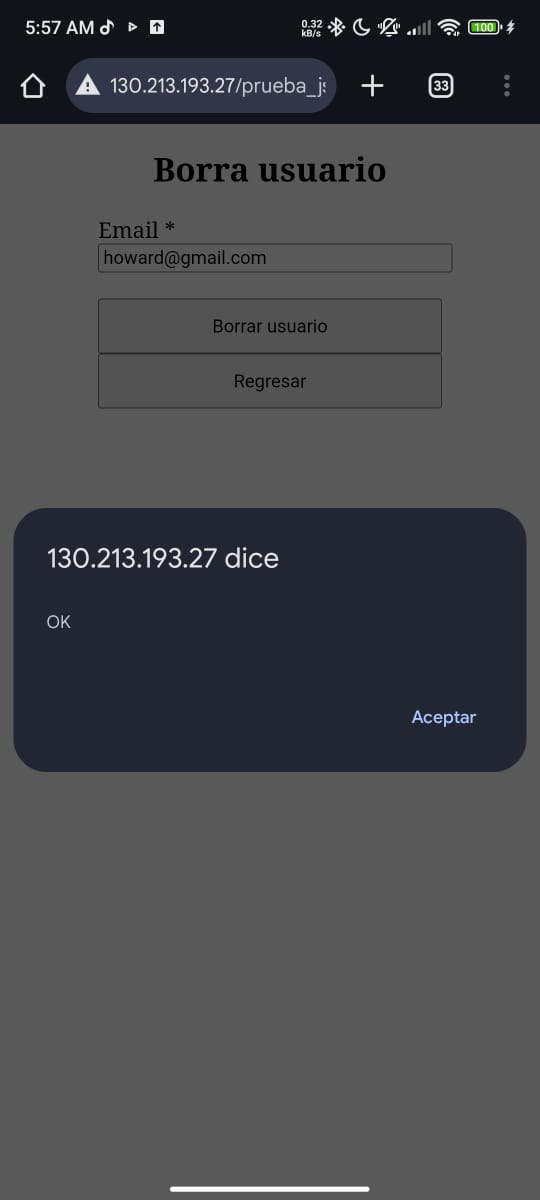 5:57 AM
0.32
kB/s
100
130.213.193.27/prueba_js
33
Borra usuario
Email *
howard@gmail.com
Borrar usuario
Regresar
130.213.193.27 dice
OK
Aceptar